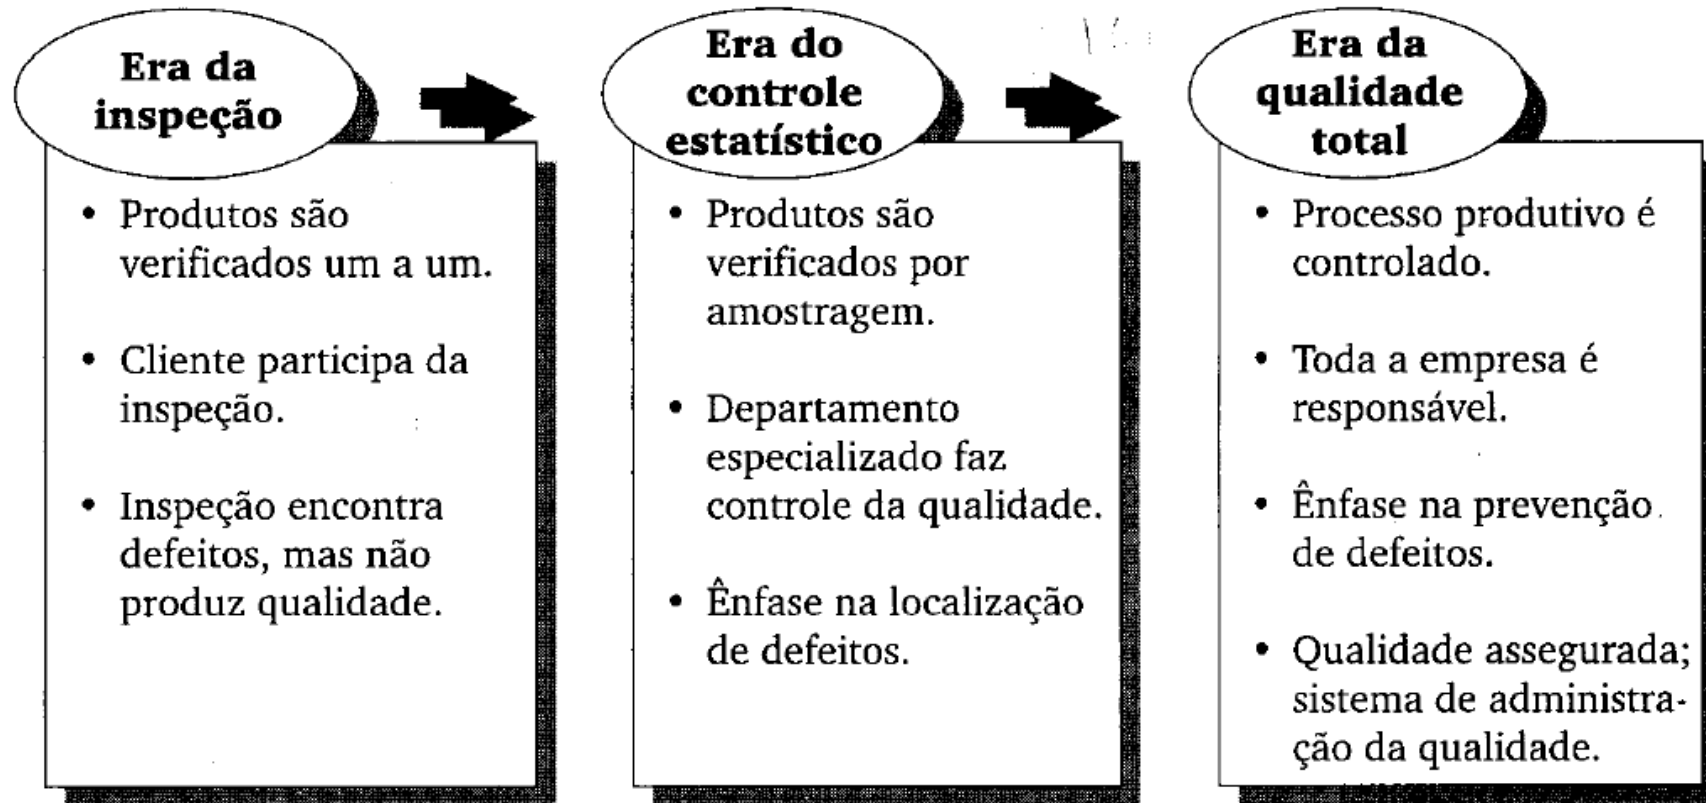 Era da
inspeção
• Produtos são
verificados um a um.
• Cliente participa da
inspeção.
• Inspeção encontra
defeitos, mas não
produz qualidade.
Era do
controle
estatístico
• Produtos são
verificados por
amostragem.
• Departamento
especializado faz
controle da qualidade.
• Ênfase na localização
de defeitos.
Era da
qualidade
total
• Processo produtivo é
controlado.
• Toda a empresa é
responsável.
• Ênfase na prevenção
de defeitos.
• Qualidade assegurada;
sistema de administra-
ção da qualidade.